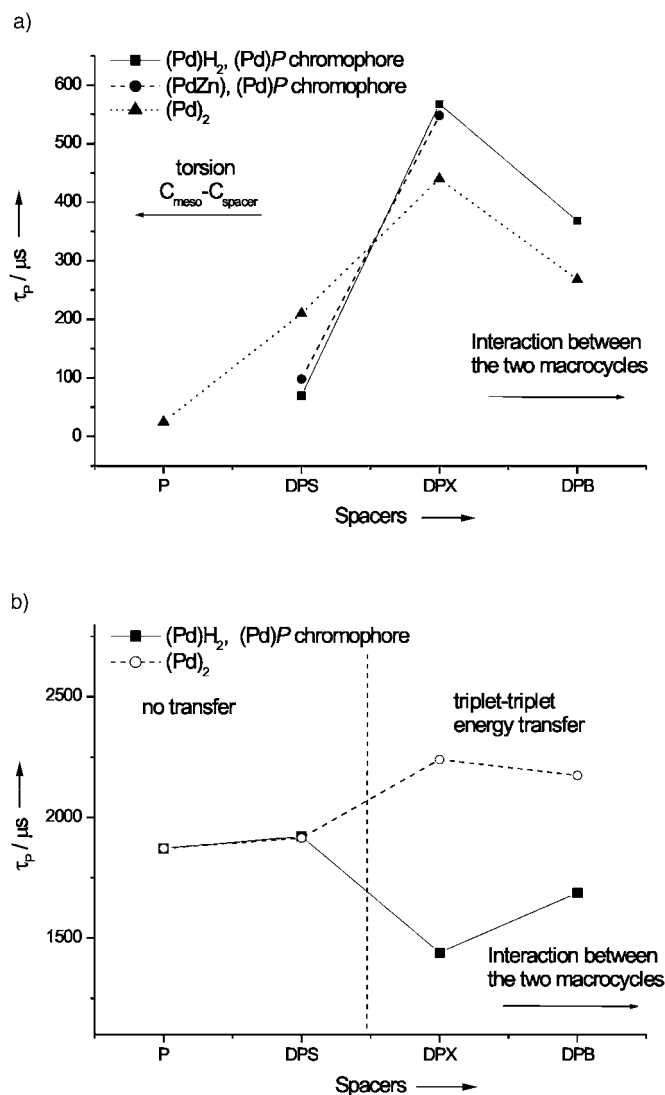 a)
(Pd)H₂, (Pd)P chromophore
(PdZn), (Pd)P chromophore
(Pd)₂
600
500
400
300
200
100
0
τP / μs
torsion
Cmeso-Cspacer
Interaction between
the two macrocycles
P DPS DPX DPB
Spacers
b)
(Pd)H₂, (Pd)P chromophore
(Pd)₂
2500
2000
1500
τP / μs
no transfer
triplet-triplet
energy transfer
Interaction between
the two macrocycles
P DPS DPX DPB
Spacers